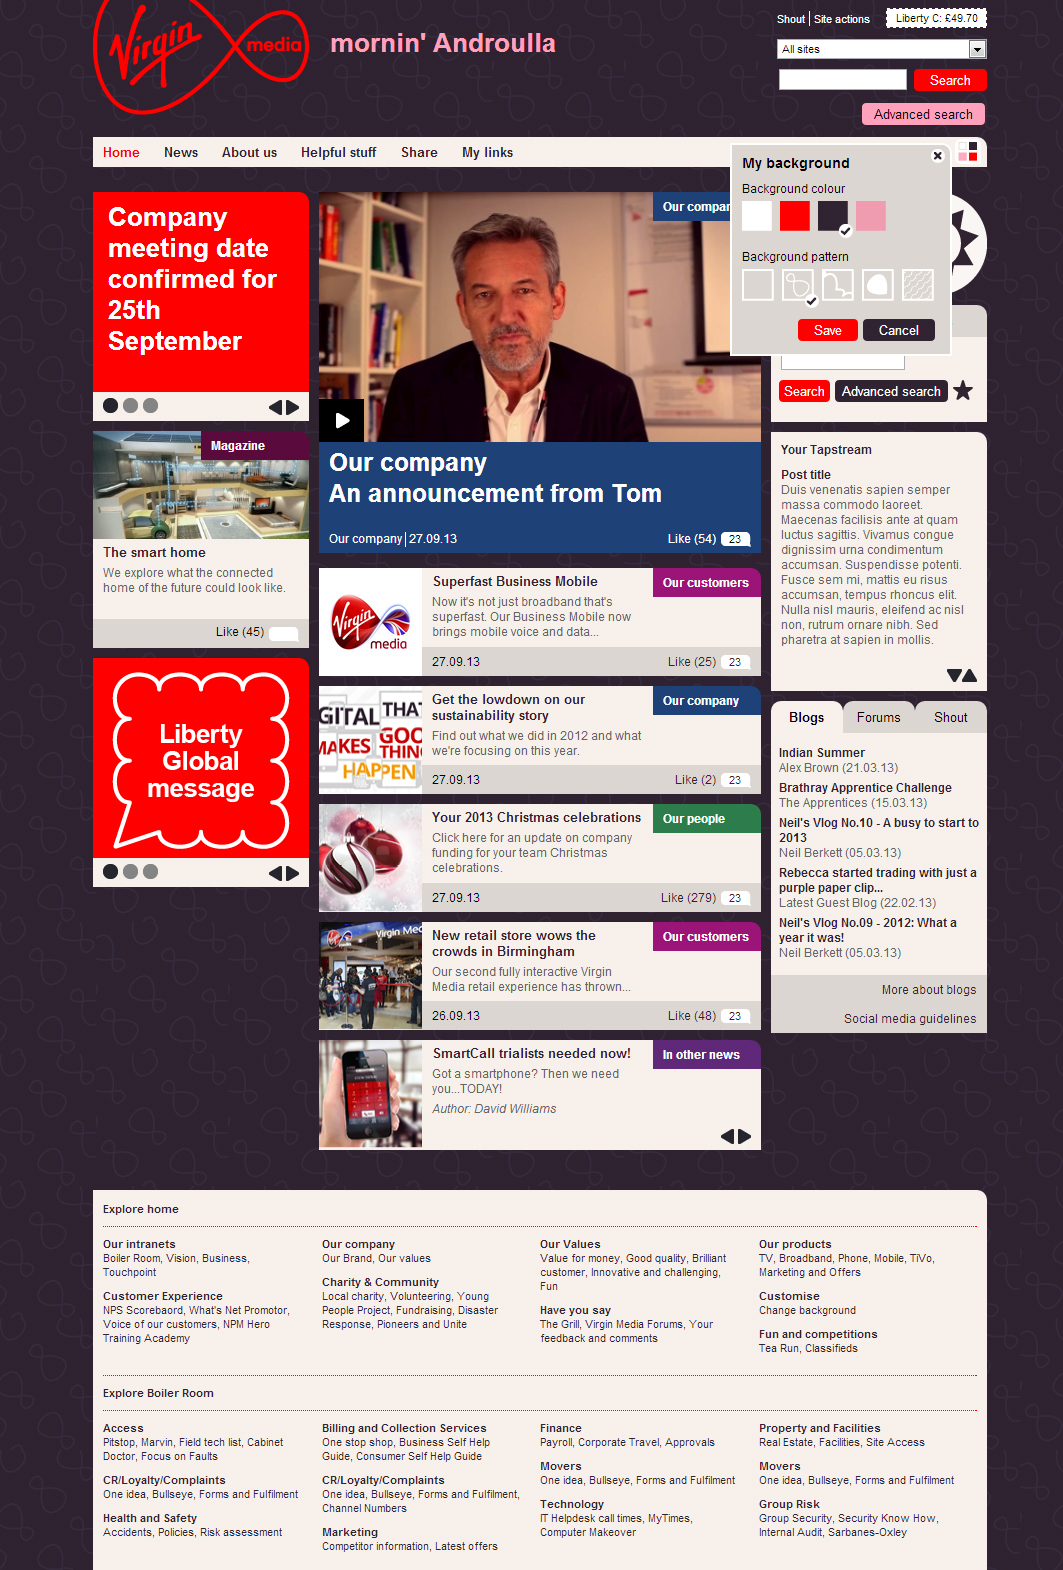 Virgin media
mornin' Androulla
Shout | Site actions
Liberty C: £49.70
All sites
Search
Advanced search
Home
News
About us
Helpful stuff
Share
My links
My background
Background colour
Background pattern
Save
Cancel
Company
meeting date
confirmed for
25th
September
Magazine
The smart home
We explore what the connected
home of the future could look like.
Like (45)
Liberty
Global
message
Our compan
Our company
An announcement from Tom
Our company | 27.09.13
Like (54) 23
Virgin
media
Superfast Business Mobile
Our customers
Now it's not just broadband that's
superfast. Our Business Mobile now
brings mobile voice and data...
27.09.13
Like (25) 23
GITAL THAT
MAKES GOO
THING
HAPPEN
Get the lowdown on our
sustainability story
Our company
Find out what we did in 2012 and what
we're focusing on this year.
27.09.13
Like (2) 23
Your 2013 Christmas celebrations
Our people
Click here for an update on company
funding for your team Christmas
celebrations.
27.09.13
Like (279) 23
Virgin Me
New retail store wows the
crowds in Birmingham
Our customers
Our second fully interactive Virgin
Media retail experience has thrown...
26.09.13
Like (48) 23
SmartCall trialists needed now!
In other news
Got a smartphone? Then we need
you...TODAY!
Author: David Williams
Search
Advanced search
Your Tapstream
Post title
Duis venenatis sapien semper
massa commodo laoreet.
Maecenas facilisis ante at quam
luctus sagittis. Vivamus congue
dignissim urna condimentum
accumsan. Suspendisse potenti.
Fusce sem mi, mattis eu risus
accumsan, tempus rhoncus elit.
Nulla nisl mauris, eleifend ac nisl
non, rutrum ornare nibh. Sed
pharetra at sapien in mollis.
Blogs
Forums
Shout
Indian Summer
Alex Brown (21.03.13)
Brathray Apprentice Challenge
The Apprentices (15.03.13)
Neil's Vlog No.10 - A busy to start to
2013
Neil Berkett (05.03.13)
Rebecca started trading with just a
purple paper clip...
Latest Guest Blog (22.02.13)
Neil's Vlog No.09 - 2012: What a
year it was!
Neil Berkett (05.03.13)
More about blogs
Social media guidelines
Explore home
Our intranets
Boiler Room, Vision, Business,
Touchpoint
Customer Experience
NPS Scorebaord, What's Net Promotor,
Voice of our customers, NPM Hero
Training Academy
Our company
Our Brand, Our values
Charity & Community
Local charity, Volunteering, Young
People Project, Fundraising, Disaster
Response, Pioneers and Unite
Our Values
Value for money, Good quality, Brilliant
customer, Innovative and challenging,
Fun
Have you say
The Grill, Virgin Media Forums, Your
feedback and comments
Our products
TV, Broadband, Phone, Mobile, TiVo,
Marketing and Offers
Customise
Change background
Fun and competitions
Tea Run, Classifieds
Explore Boiler Room
Access
Pitstop, Marvin, Field tech list, Cabinet
Doctor, Focus on Faults
CR/Loyalty/Complaints
One idea, Bullseye, Forms and Fulfilment
Health and Safety
Accidents, Policies, Risk assessment
Billing and Collection Services
One stop shop, Business Self Help
Guide, Consumer Self Help Guide
CR/Loyalty/Complaints
One idea, Bullseye, Forms and Fulfilment,
Channel Numbers
Marketing
Competitor information, Latest offers
Finance
Payroll, Corporate Travel, Approvals
Movers
One idea, Bullseye, Forms and Fulfilment
Technology
IT Helpdesk call times, MyTimes,
Computer Makeover
Property and Facilities
Real Estate, Facilities, Site Access
Movers
One idea, Bullseye, Forms and Fulfilment
Group Risk
Group Security, Security Know How,
Internal Audit, Sarbanes-Oxley